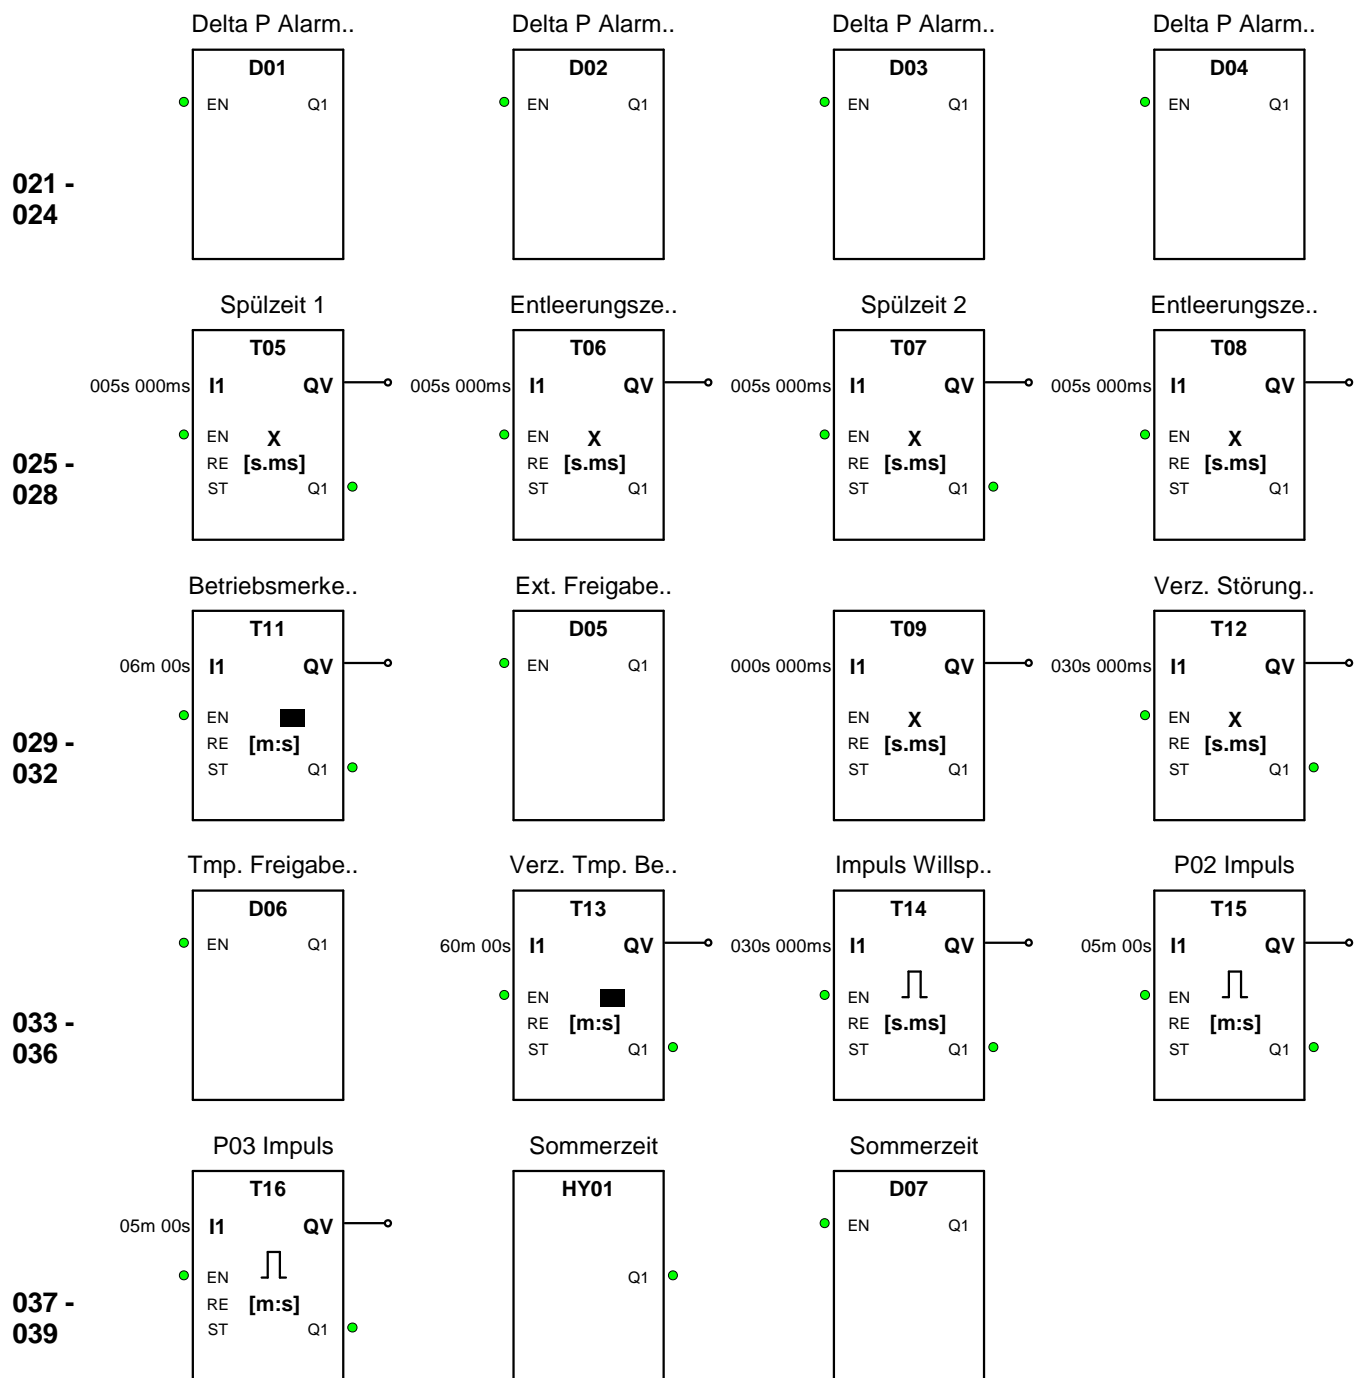 Delta P Alarm.. Delta P Alarm.. Delta P Alarm.. Delta P Alarm..
D01 D02 D03 D04
EN Q1 EN Q1 EN Q1 EN Q1
021 -
024
Spülzeit 1 Entleerungsze.. Spülzeit 2 Entleerungsze..
T05 T06 T07 T08
005s 000ms I1 QV 005s 000ms I1 QV 005s 000ms I1 QV 005s 000ms I1 QV
EN X EN X EN X EN X
025 -
028
RE [s.ms] RE [s.ms] RE [s.ms] RE [s.ms]
ST Q1 ST Q1 ST Q1 ST Q1
Betriebsmerke.. Ext. Freigabe.. Verz. Störung..
T11 D05 T09 T12
06m 00s I1 QV EN Q1 000s 000ms I1 QV 030s 000ms I1 QV
EN EN X EN X
029 -
032
RE [m:s] RE [s.ms] RE [s.ms]
ST Q1 ST Q1 ST Q1
Tmp. Freigabe.. Verz. Tmp. Be.. Impuls Willsp.. P02 Impuls
D06 T13 T14 T15
EN Q1 60m 00s I1 QV 030s 000ms I1 QV 05m 00s I1 QV
EN EN EN
033 -
036
RE [m:s] RE [s.ms] RE [m:s]
ST Q1 ST Q1 ST Q1
P03 Impuls Sommerzeit Sommerzeit
T16 HY01 D07
05m 00s I1 QV EN Q1
EN Q1
037 -
039
RE [m:s]
ST Q1